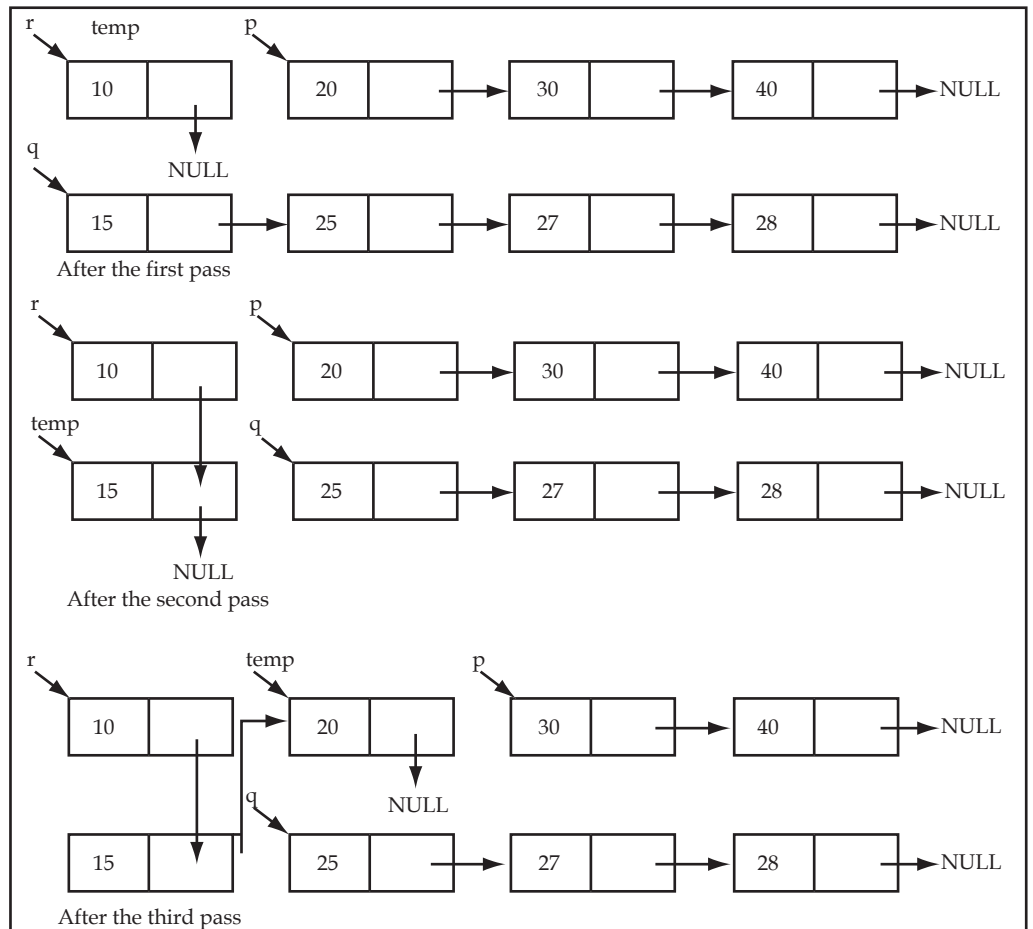 r temp p
10 20 30 40 NULL
NULL
q
15 25 27 28 NULL
After the first pass
r p
10 20 30 40 NULL
temp q
15 25 27 28 NULL
NULL
After the second pass
r temp p
10 20 30 40 NULL
NULL
q
15 25 27 28 NULL
After the third pass